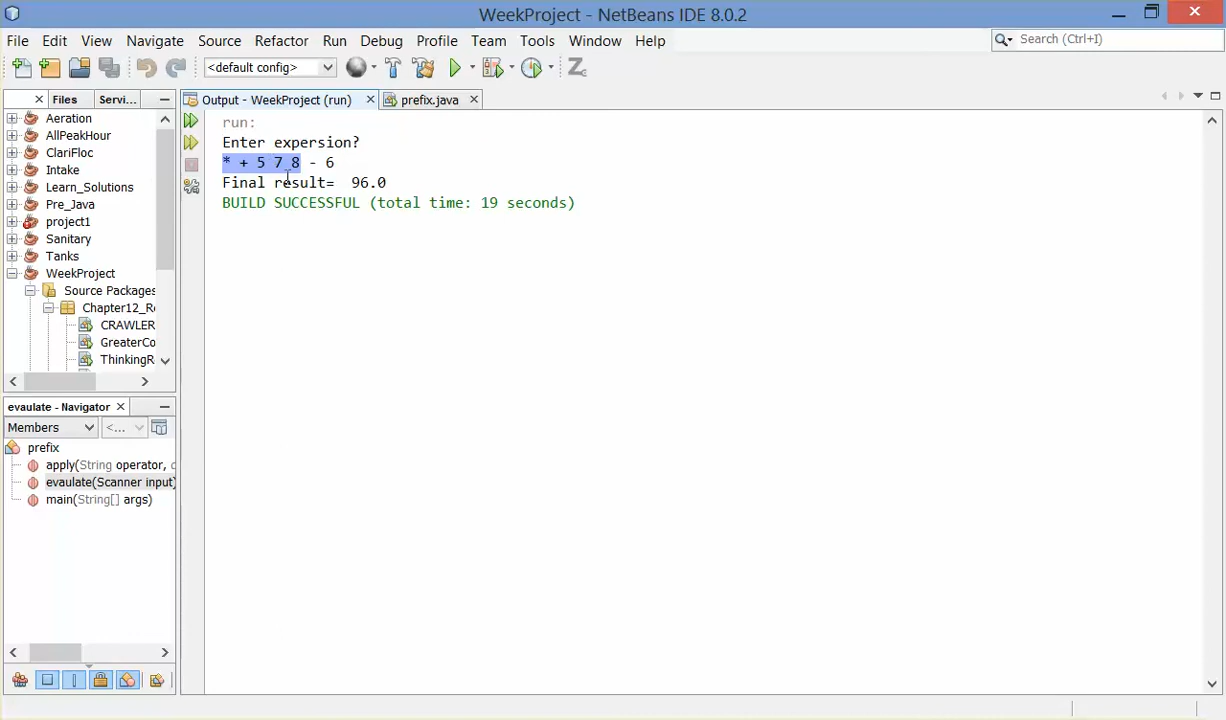 WeekProject - NetBeans IDE 8.0.2
File Edit View Navigate Source Refactor Run Debug Profile Team Tools Window Help
Search (Ctrl+I)
<default config>
Files Servi...
Output - WeekProject (run) prefix.java
Aeration
AllPeakHour
ClariFloc
Intake
Learn_Solutions
Pre_Java
project1
Sanitary
Tanks
WeekProject
Source Packages
Chapter12_Re
CRAWLER
GreaterCo
ThinkingR
run:
Enter expersion?
* + 5 7 8 - 6
Final result=  96.0
BUILD SUCCESSFUL (total time: 19 seconds)
evaulate - Navigator
Members <...
prefix
apply(String operator, d
evaulate(Scanner input)
main(String[] args)